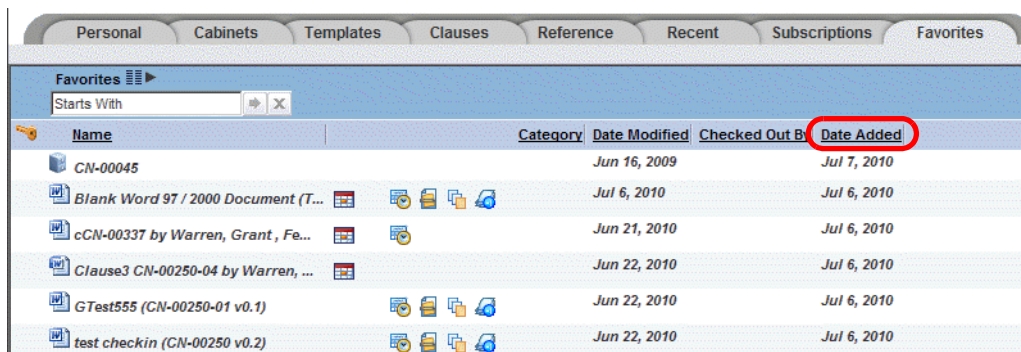 Personal Cabinets Templates Clauses Reference Recent Subscriptions Favorites
Favorites
Starts With
Name Category Date Modified Checked Out By Date Added
CN-00045 Jun 16, 2009 Jul 7, 2010
Blank Word 97 / 2000 Document (T... Jul 6, 2010 Jul 6, 2010
cCN-00337 by Warren, Grant , Fe... Jun 21, 2010 Jul 6, 2010
Clause3 CN-00250-04 by Warren, ... Jun 22, 2010 Jul 6, 2010
GTest555 (CN-00250-01 v0.1) Jun 22, 2010 Jul 6, 2010
test checkin (CN-00250 v0.2) Jun 22, 2010 Jul 6, 2010